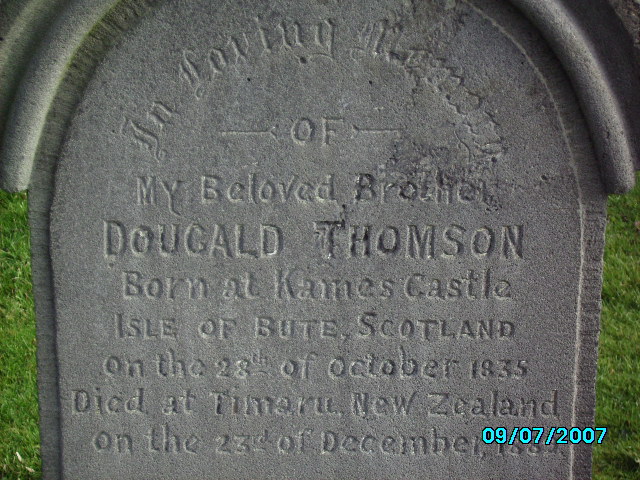 In Loving Memory
OF
My Beloved Brother
DOUGALD THOMSON
Born at Kames Castle
ISLE OF BUTE, SCOTLAND
on the 28th of October 1835
Died at Timaru New Zealand
on the 23rd of December,
09/07/2007